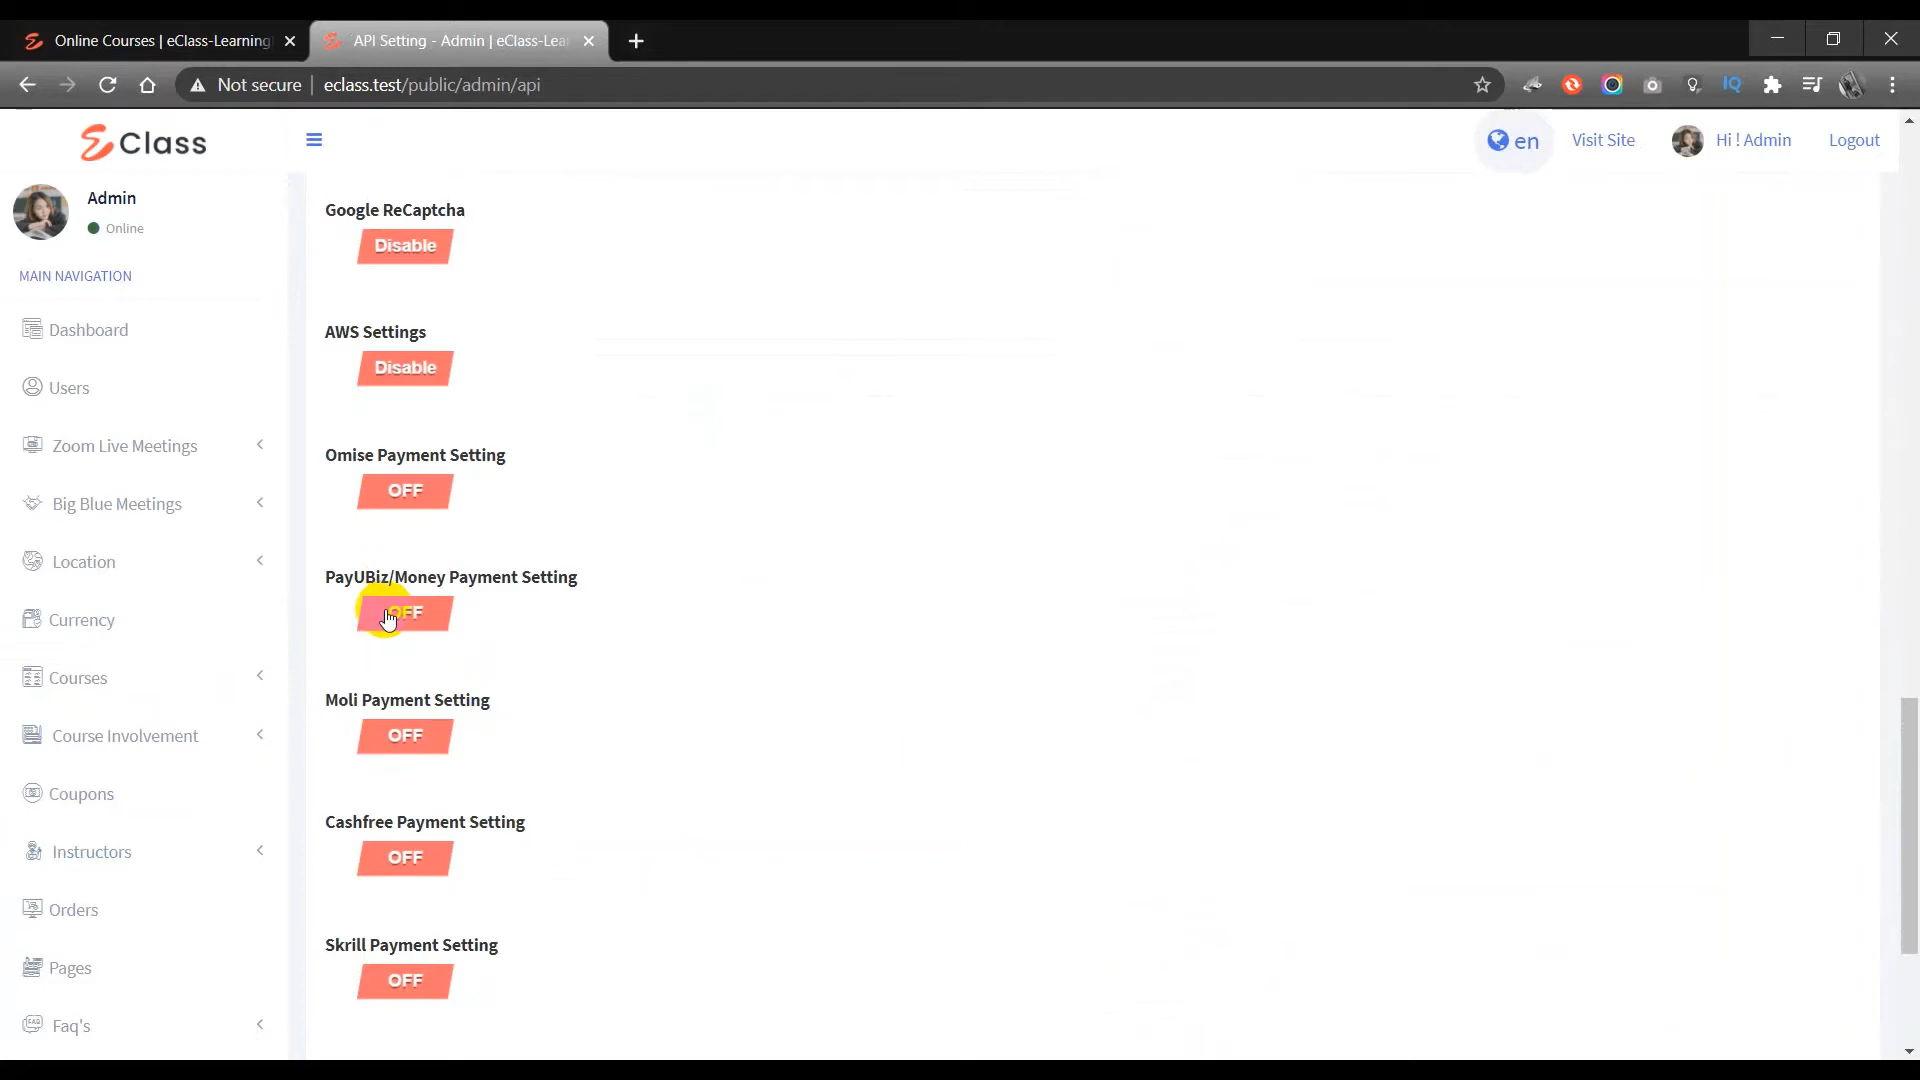 Online Courses | eClass-Learning
API Setting - Admin | eClass-Lea
Not secure
eclass.test/public/admin/api
IQ
Class
en
Visit Site
Hi ! Admin
Logout
Admin
Online
MAIN NAVIGATION
Dashboard
Users
Zoom Live Meetings
Big Blue Meetings
Location
Currency
Courses
Course Involvement
Coupons
Instructors
Orders
Pages
Faq's
Google ReCaptcha
Disable
AWS Settings
Disable
Omise Payment Setting
OFF
PayUBiz/Money Payment Setting
OFF
Moli Payment Setting
OFF
Cashfree Payment Setting
OFF
Skrill Payment Setting
OFF